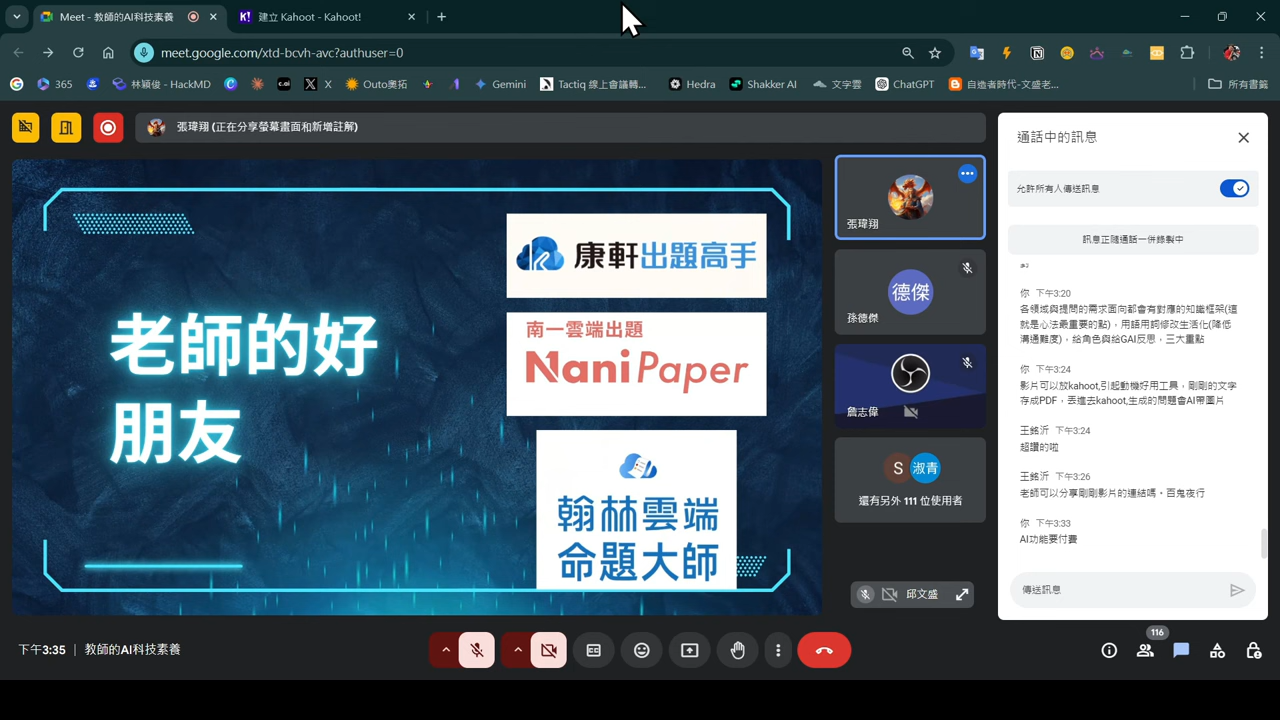 Meet - 教師的AI科技素養
建立 Kahoot - Kahoot!
meet.google.com/xtd-bcvh-avc?authuser=0
365
林穎俊 - HackMD
X
Outo奧拓
Gemini
Tactiq 線上會議轉...
Hedra
Shakker AI
文字雲
ChatGPT
自造者時代-文盛老...
所有書籤
張瑋翔 (正在分享螢幕畫面和新增註解)
老師的好
朋友
康軒出題高手
南一雲端出題
NaniPaper
翰林雲端
命題大師
張瑋翔
德傑
孫德傑
詹志偉
S
淑青
還有另外 111 位使用者
邱文盛
通話中的訊息
允許所有人傳送訊息
訊息正隨通話一併錄製中
你 下午3:20
各領域與提問的需求面向都會有對應的知識框架(這
就是心法最重要的點)，用語用詞修改生活化(降低
溝通難度)，給角色與給GAI反思，三大重點
你 下午3:24
影片可以放kahoot,引起動機好用工具，剛剛的文字
存成PDF，丟進去kahoot,生成的問題會AI帶圖片
王銘沂 下午3:24
超讚的啦
王銘沂 下午3:26
老師可以分享剛剛影片的連結嗎，百鬼夜行
你 下午3:33
AI功能要付費
傳送訊息
下午3:35
教師的AI科技素養
116